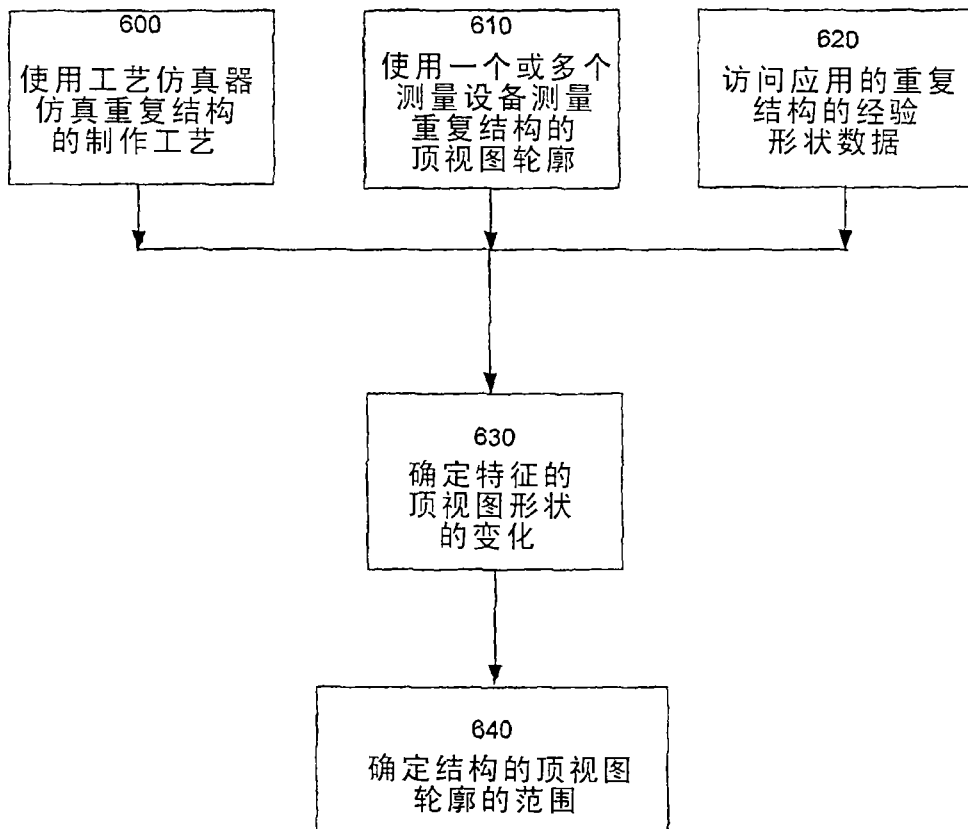 600
使用工艺仿真器
仿真重复结构
的制作工艺
610
使用一个或多个
测量设备测量
重复结构的
顶视图轮廓
620
访问应用的重复
结构的经验
形状数据
630
确定特征的
顶视图形状
的变化
640
确定结构的顶视图
轮廓的范围